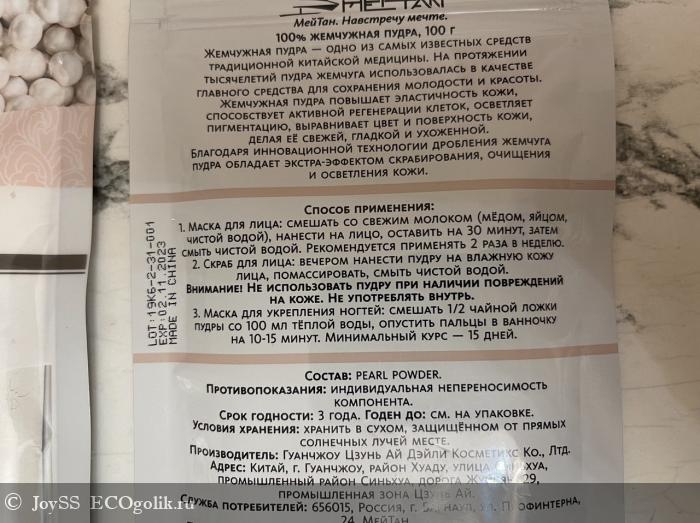 МейТан
МейТан. Навстречу мечте.
100% жемчужная пудра, 100 г
Жемчужная пудра — одно из самых известных средств
традиционной китайской медицины. На протяжении
тысячелетий пудра жемчуга использовалась в качестве
главного средства для сохранения молодости и красоты.
Жемчужная пудра повышает эластичность кожи,
способствует активной регенерации клеток, осветляет
пигментацию, выравнивает цвет и поверхность кожи,
делая её свежей, гладкой и ухоженной.
Благодаря инновационной технологии дробления жемчуга
пудра обладает экстра-эффектом скрабирования, очищения
и осветления кожи.
Способ применения:
1. Маска для лица: смешать со свежим молоком (мёдом, яйцом,
чистой водой), нанести на лицо, оставить на 30 минут, затем
смыть чистой водой. Рекомендуется применять 2 раза в неделю.
2. Скраб для лица: вечером нанести пудру на влажную кожу
лица, помассировать, смыть чистой водой.
Внимание! Не использовать пудру при наличии повреждений
на коже. Не употреблять внутрь.
3. Маска для укрепления ногтей: смешать 1/2 чайной ложки
пудры со 100 мл тёплой воды, опустить пальцы в ванночку
на 10-15 минут. Минимальный курс — 15 дней.
LOT:19K6-2-31-001
EXP:02.11.2023
MADE IN CHINA
Состав: PEARL POWDER.
Противопоказания: индивидуальная непереносимость
компонента.
Срок годности: 3 года. Годен до: см. на упаковке.
Условия хранения: хранить в сухом, защищённом от прямых
солнечных лучей месте.
Производитель: Гуанчжоу Цзунь Ай Дэйли Косметикс Ко., Лтд.
Адрес: Китай, г. Гуанчжоу, район Хуаду, улица Синьхуа,
промышленный район Синьхуа, дорога 29,
промышленная зона Цзунь Ай.
Служба потребителей: 656015, Россия, г. Барнаул, ул. Профинтерна,
24, МейТан
© JoySS ECOgolik.ru